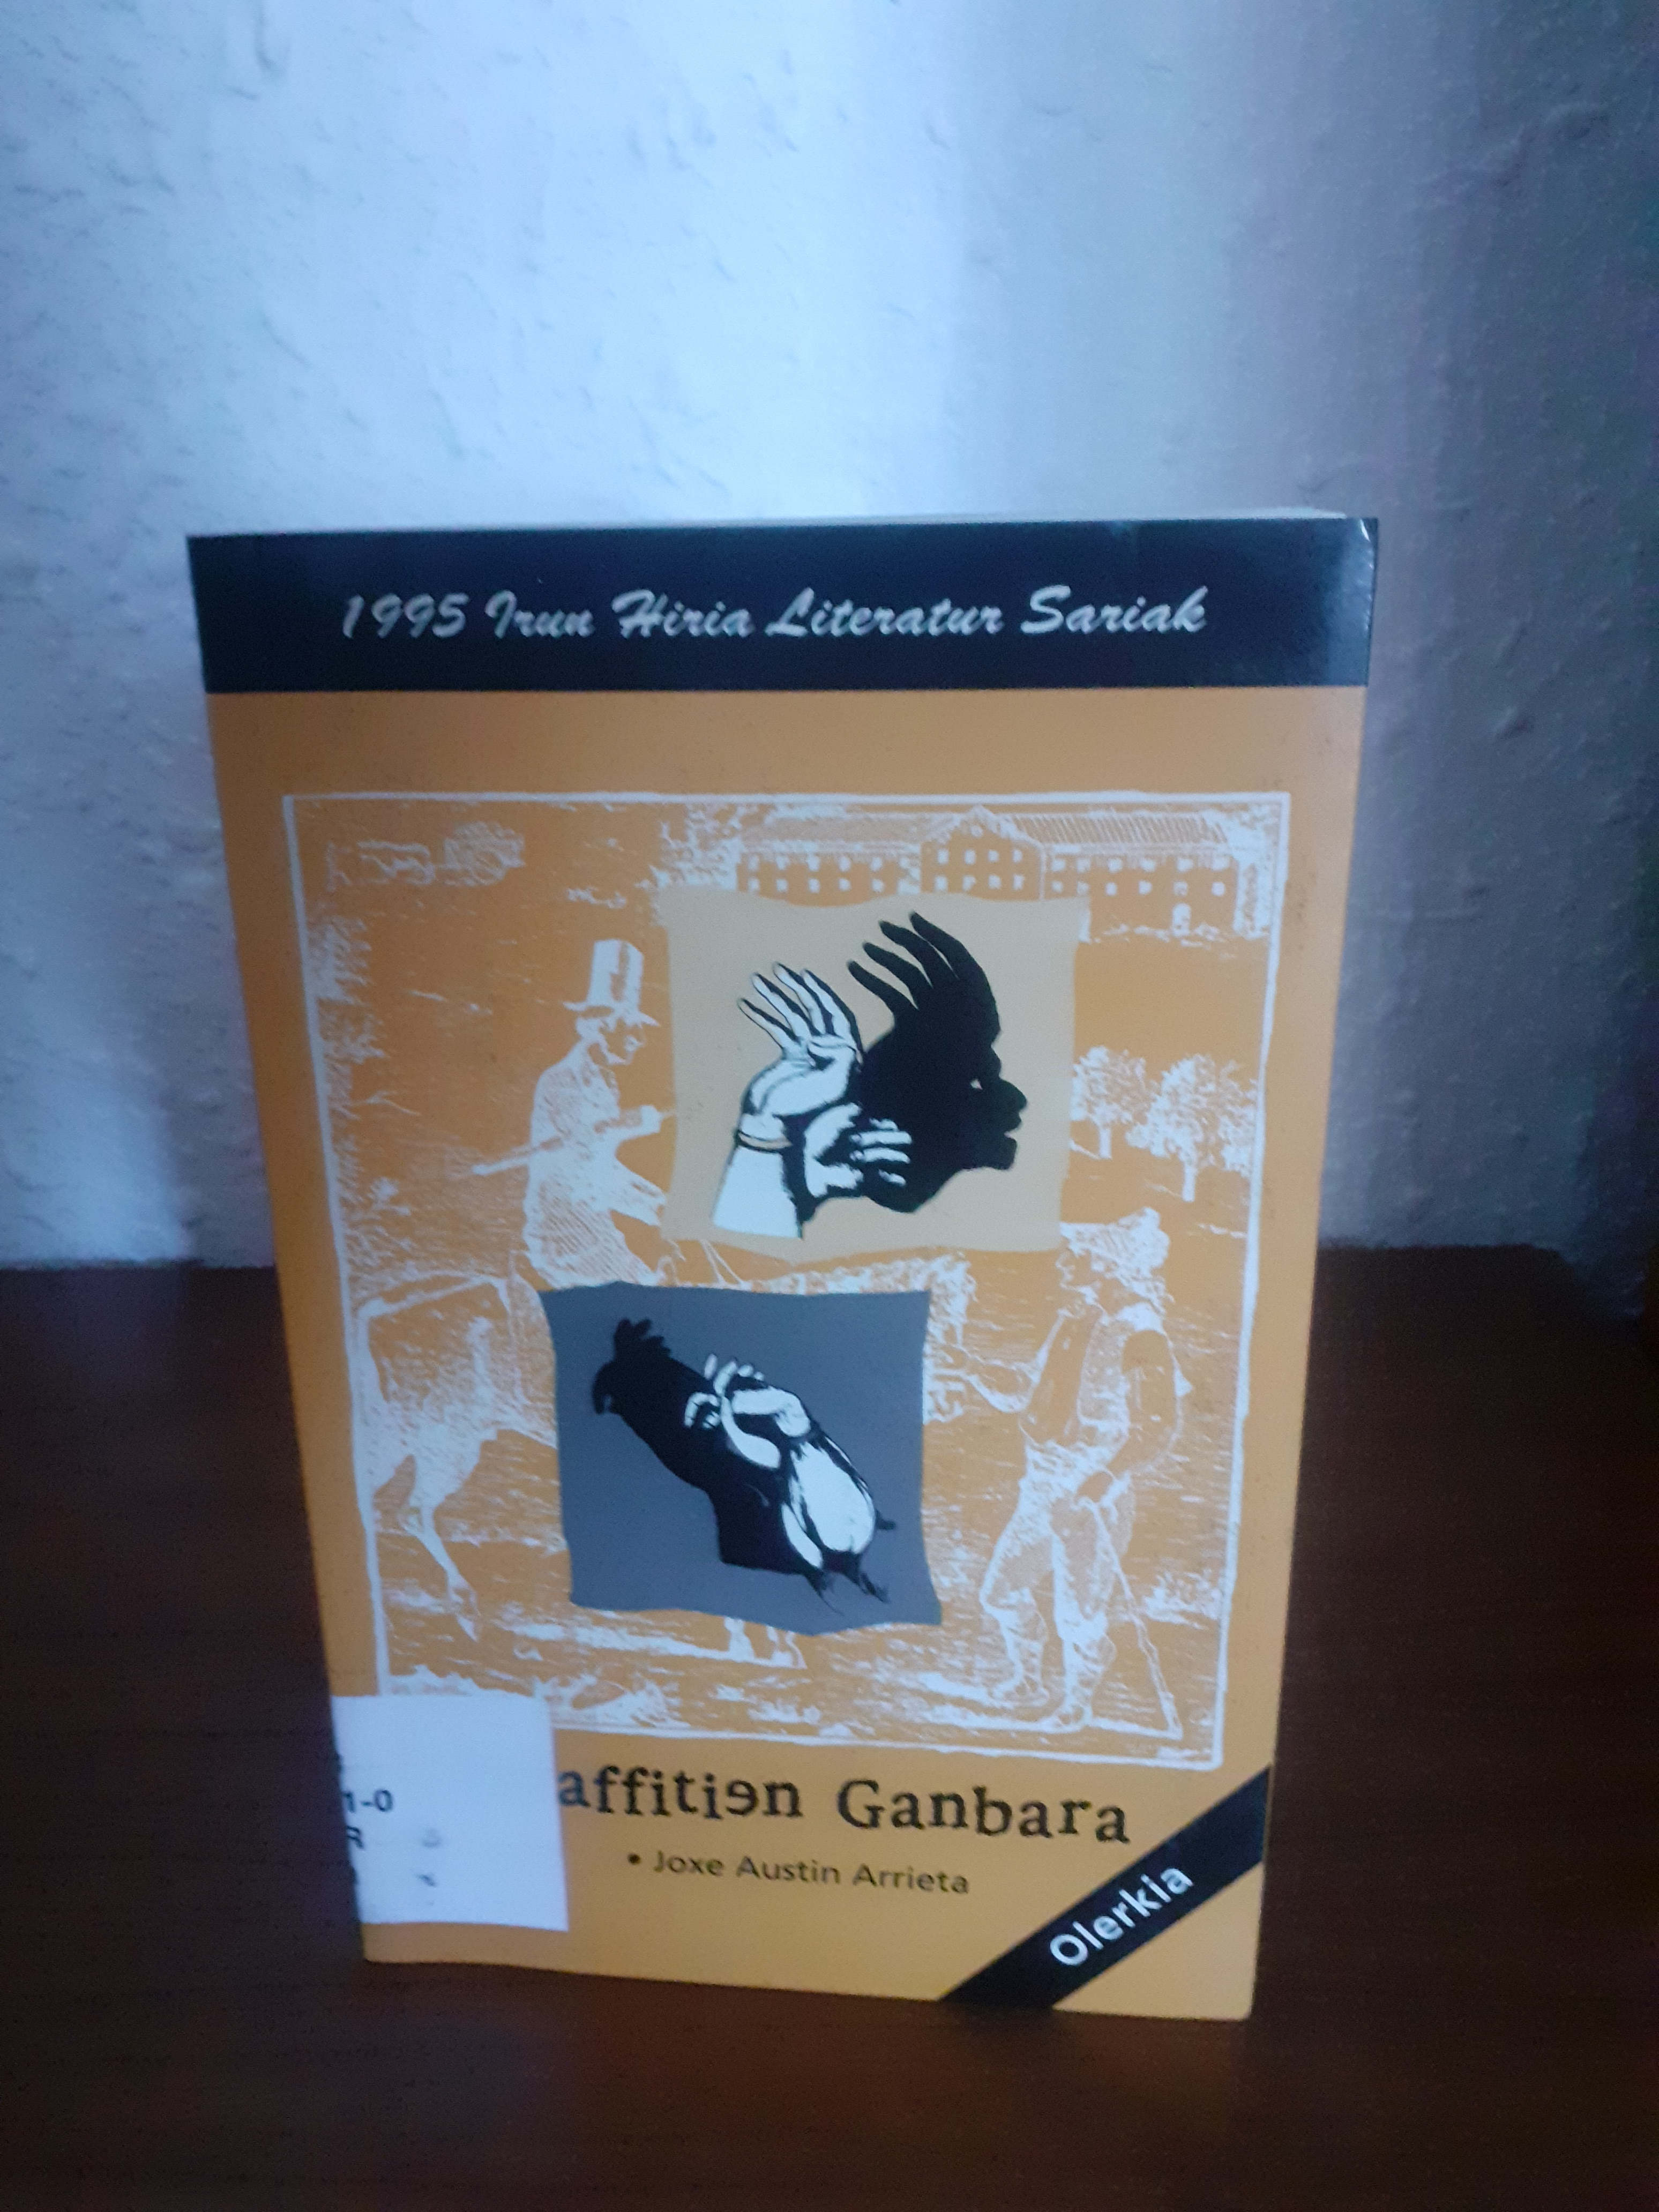 1995 Irun Hiria Literatur Sariak
affitien Ganbara
• Joxe Austin Arrieta
Olerkia
1-0
R